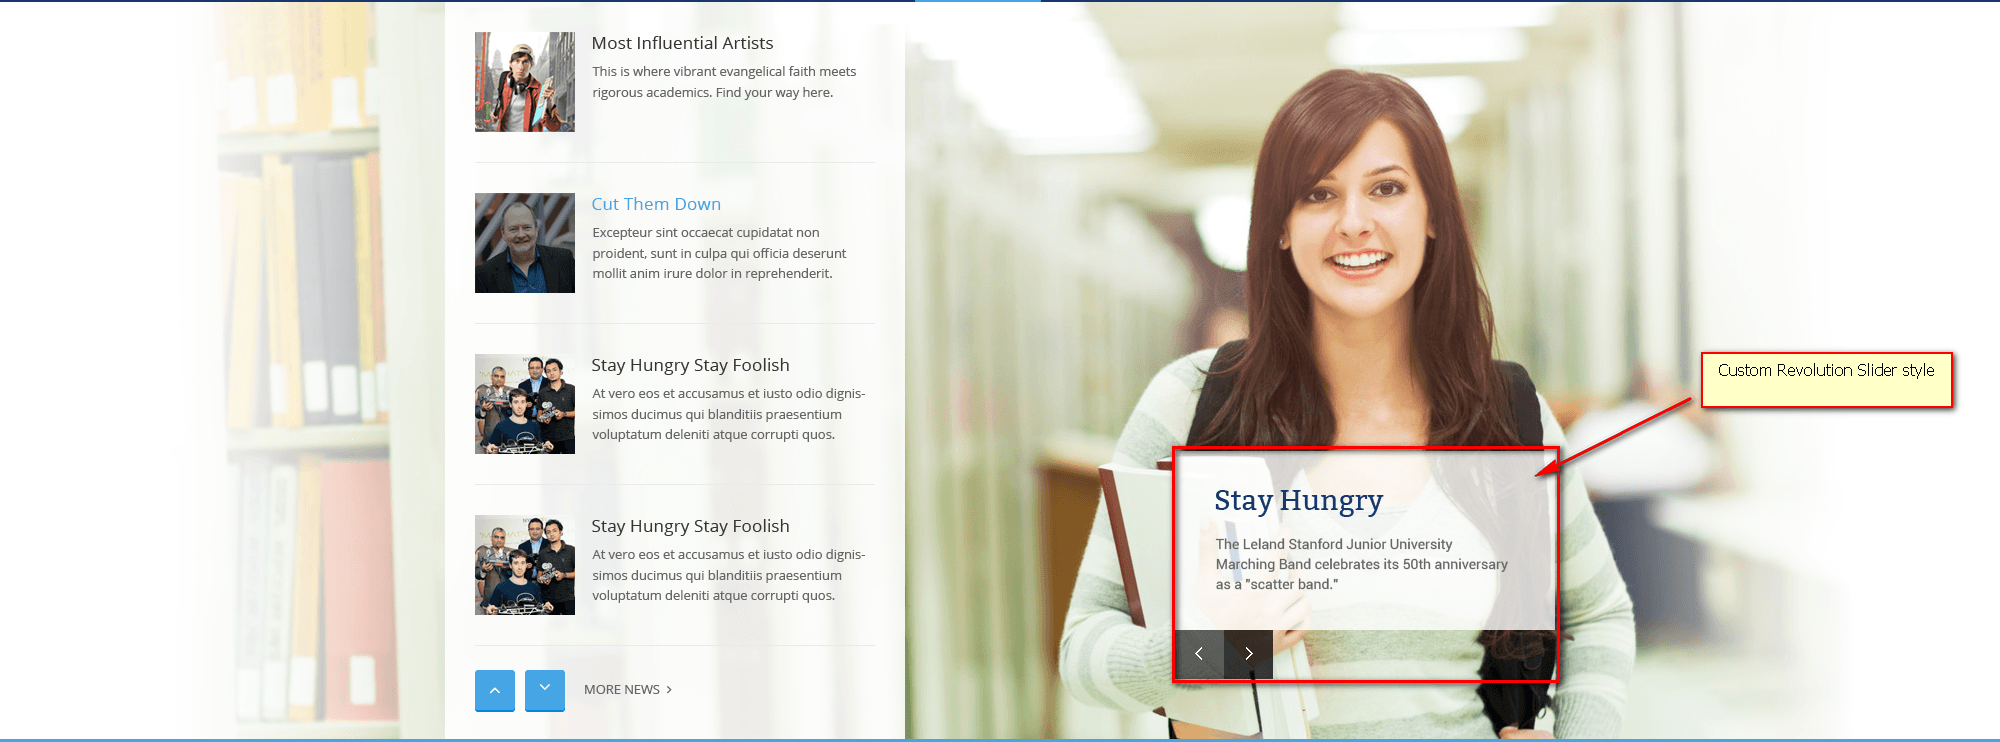 Most Influential Artists
This is where vibrant evangelical faith meets
rigorous academics. Find your way here.
Cut Them Down
Excepteur sint occaecat cupidatat non
proident, sunt in culpa qui officia deserunt
mollit anim irure dolor in reprehenderit.
Stay Hungry Stay Foolish
At vero eos et accusamus et iusto odio dignis-
simos ducimus qui blanditiis praesentium
voluptatum deleniti atque corrupti quos.
Stay Hungry Stay Foolish
At vero eos et accusamus et iusto odio dignis-
simos ducimus qui blanditiis praesentium
voluptatum deleniti atque corrupti quos.
MORE NEWS
Custom Revolution Slider style
Stay Hungry
The Leland Stanford Junior University
Marching Band celebrates its 50th anniversary
as a "scatter band."